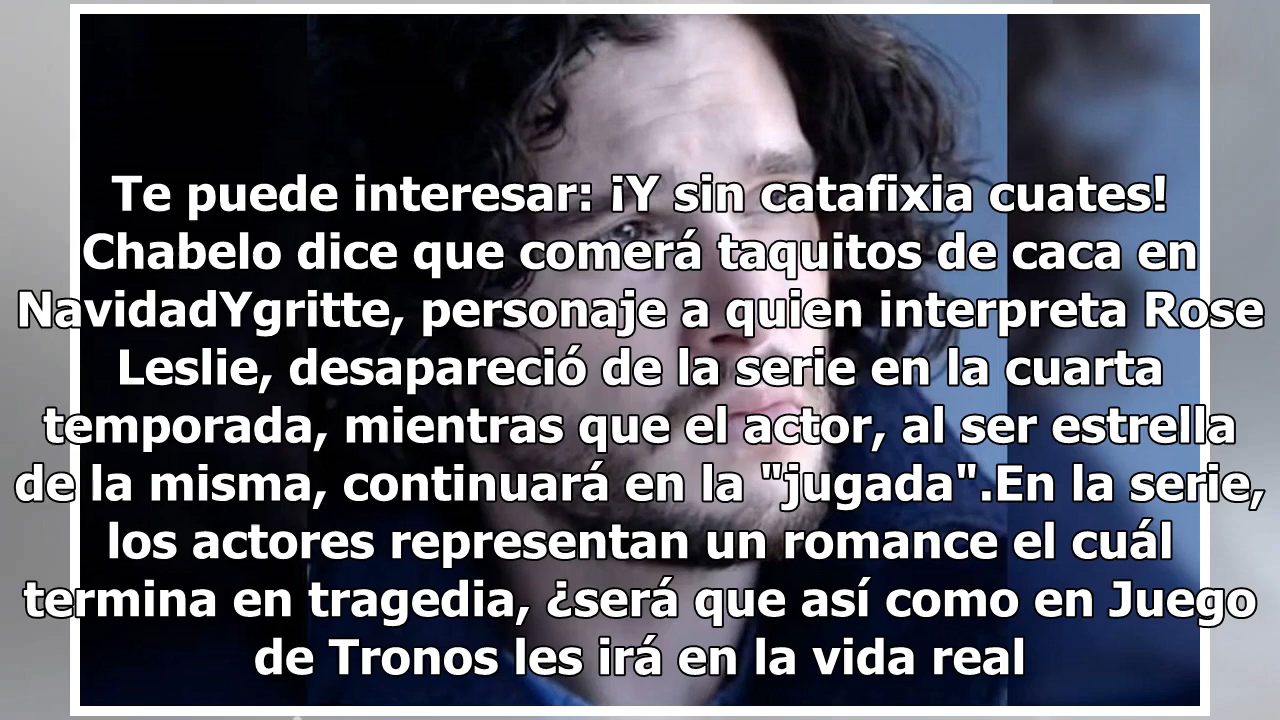 Te puede interesar: ¡Y sin catafixia cuates!
Chabelo dice que comerá taquitos de caca en
NavidadYgritte, personaje a quien interpreta Rose
Leslie, desapareció de la serie en la cuarta
temporada, mientras que el actor, al ser estrella
de la misma, continuará en la "jugada".En la serie,
los actores representan un romance el cuál
termina en tragedia, ¿será que así como en Juego
de Tronos les irá en la vida real